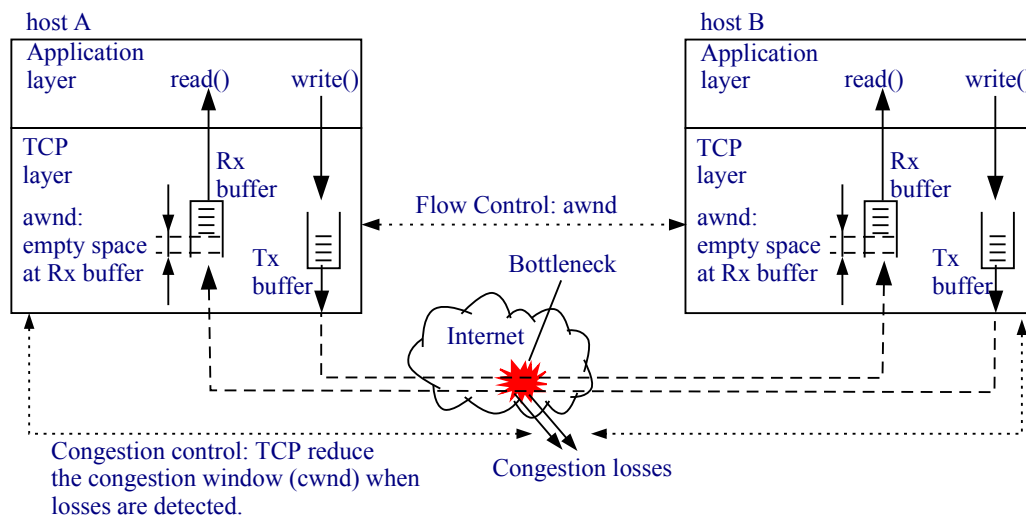 host A
Application
layer
read()
write()
TCP
layer
Rx
buffer
awnd:
empty space
at Rx buffer
Tx
buffer
Flow Control: awnd
Bottleneck
Internet
host B
Application
layer
read()
write()
TCP
layer
Rx
buffer
awnd:
empty space
at Rx buffer
Tx
buffer
Congestion control: TCP reduce
the congestion window (cwnd) when
losses are detected.
Congestion losses